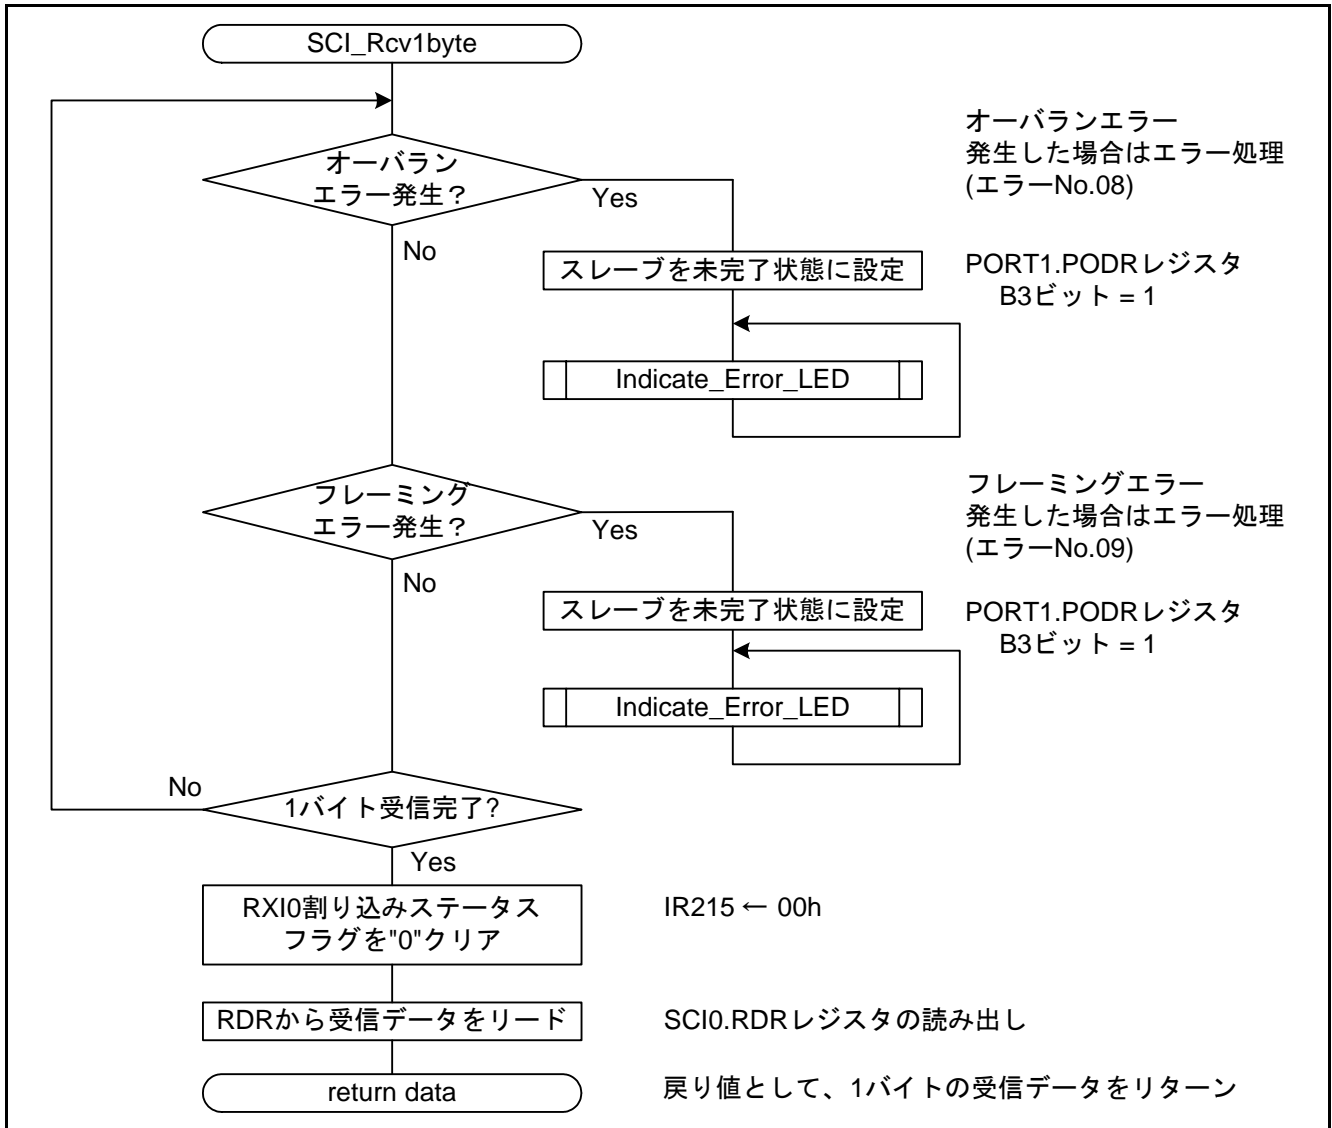 SCI_Rcv1byte
オーバラン
エラー発生？
Yes
No
オーバランエラー
発生した場合はエラー処理
(エラーNo.08)
スレーブを未完了状態に設定
PORT1.PODRレジスタ
B3ビット = 1
Indicate_Error_LED
フレーミング
エラー発生？
Yes
No
フレーミングエラー
発生した場合はエラー処理
(エラーNo.09)
スレーブを未完了状態に設定
PORT1.PODRレジスタ
B3ビット = 1
Indicate_Error_LED
No
1バイト受信完了?
Yes
RXI0割り込みステータス
フラグを"0"クリア
IR215 ← 00h
RDRから受信データをリード
SCI0.RDRレジスタの読み出し
return data
戻り値として、1バイトの受信データをリターン